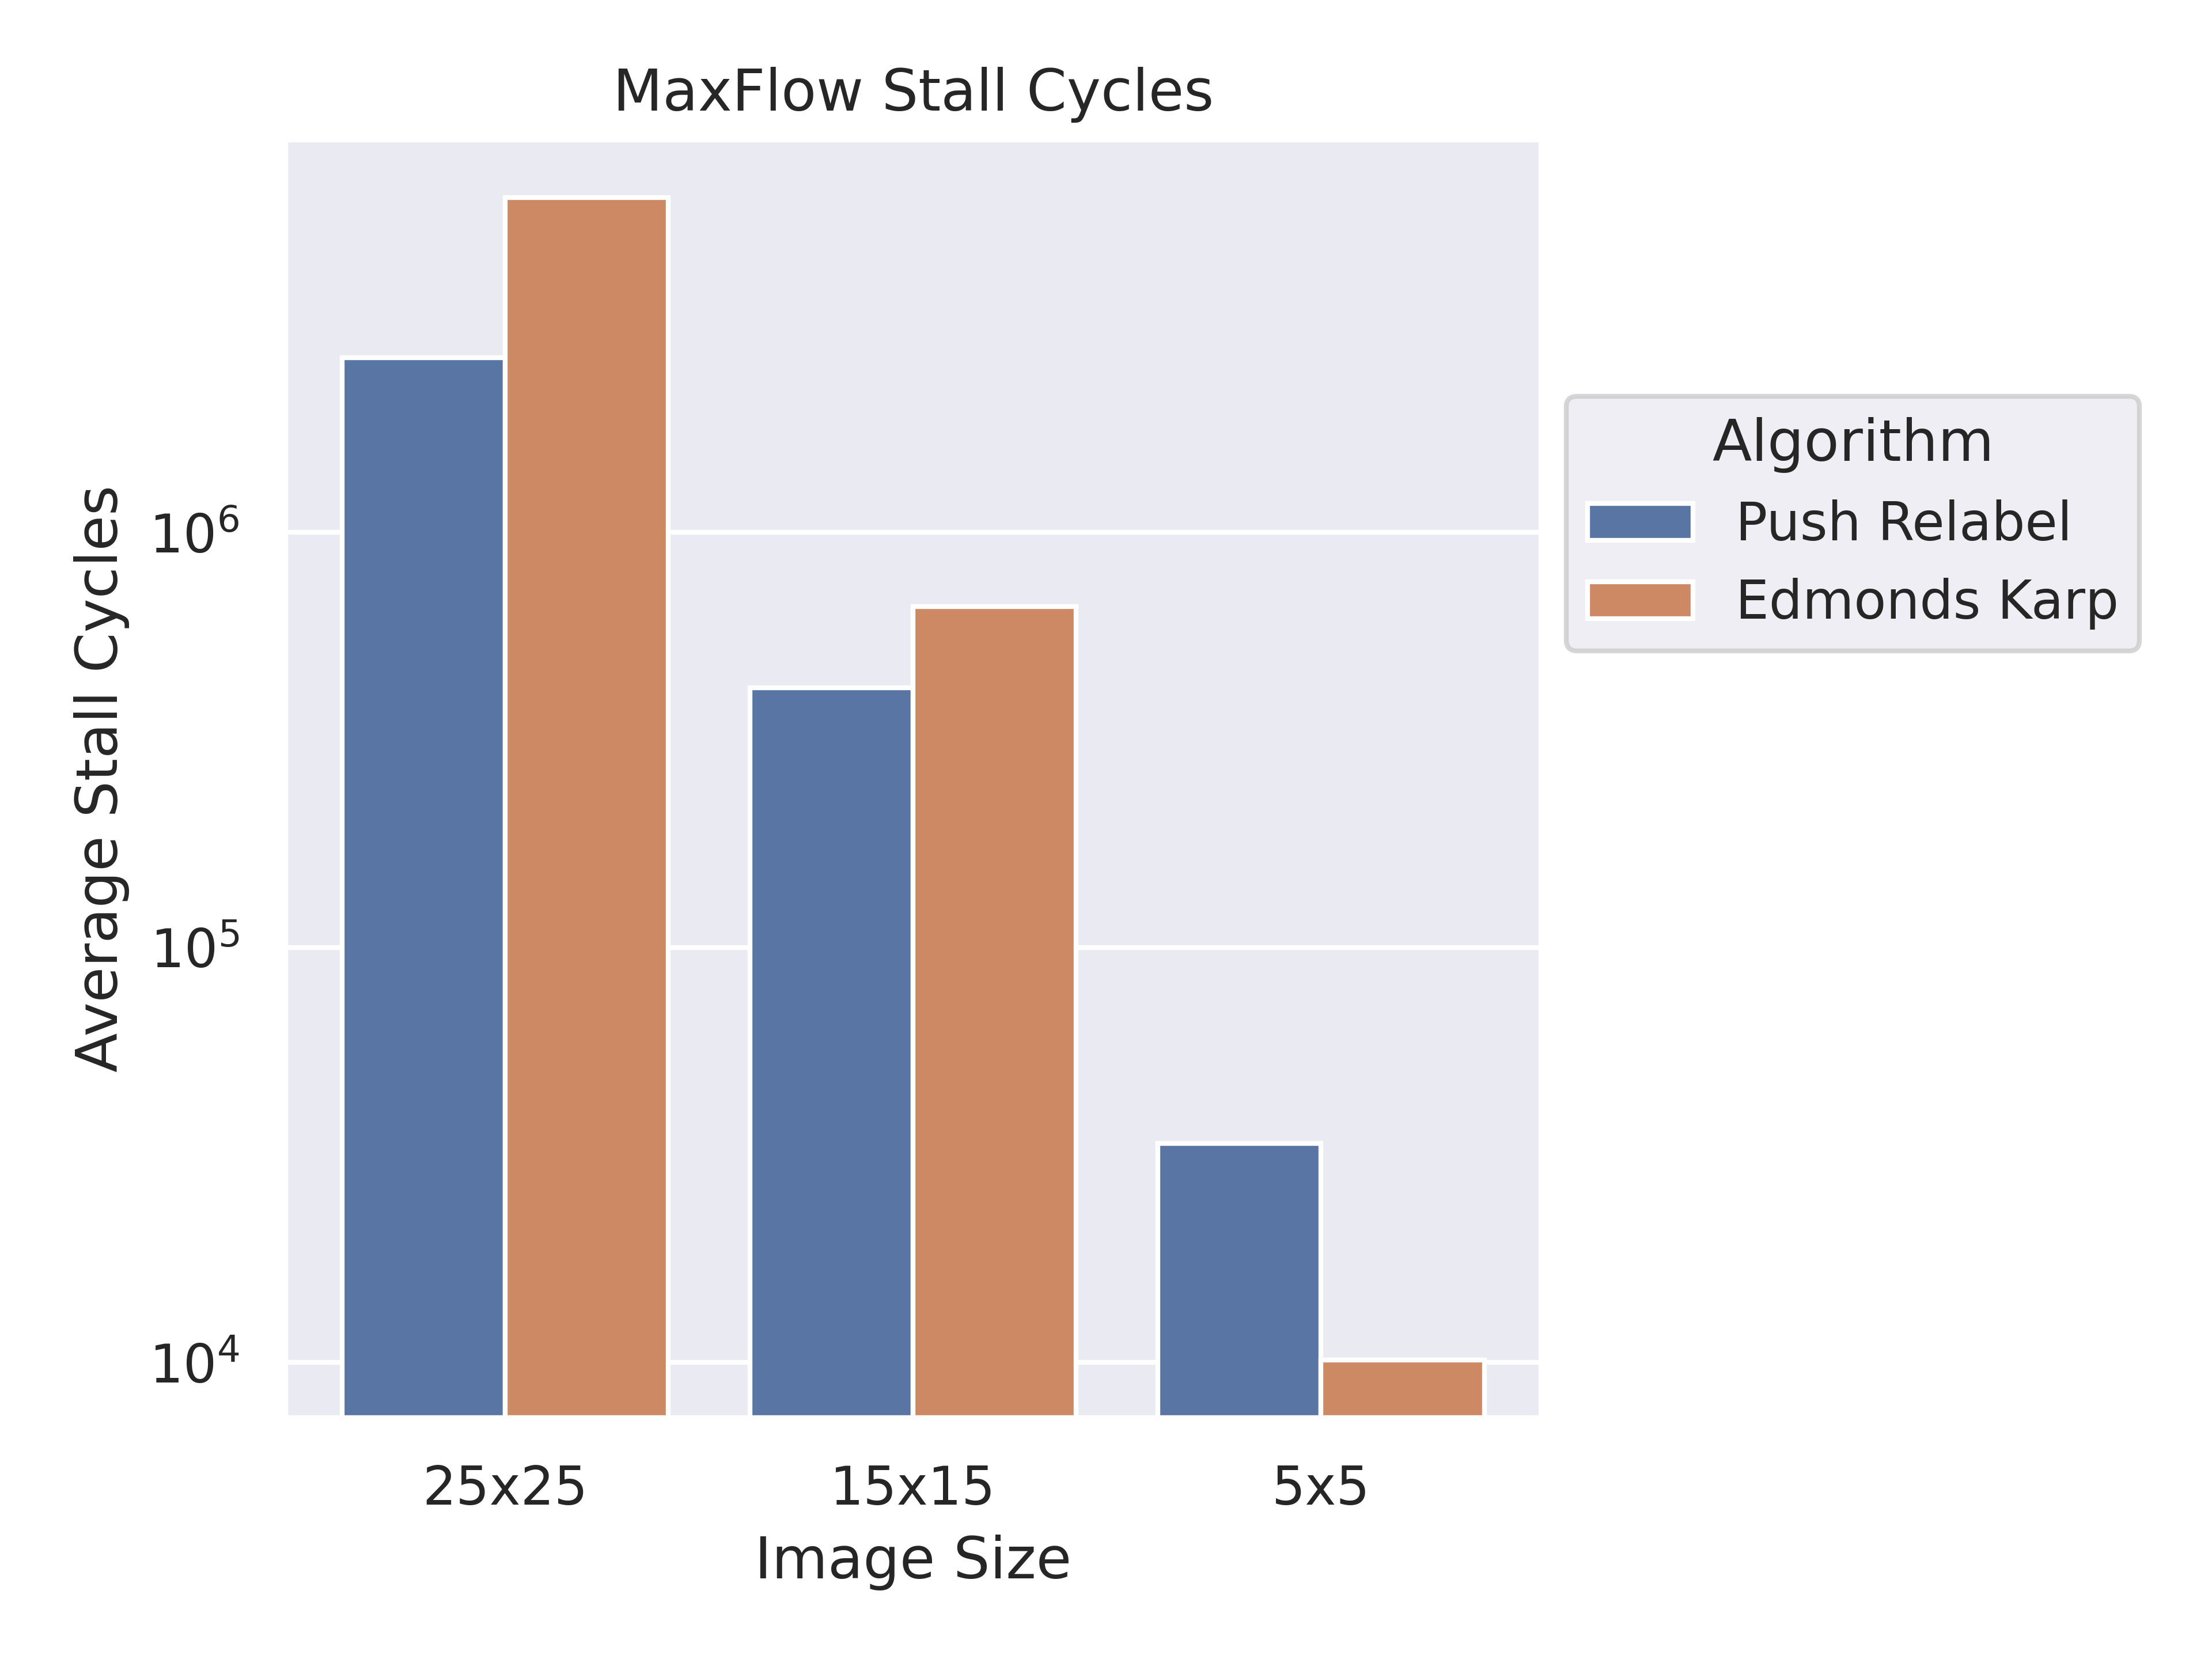 MaxFlow Stall Cycles
Average Stall Cycles
10⁶
10⁵
10⁴
25x25 15x15 5x5
Image Size
Algorithm
Push Relabel
Edmonds Karp